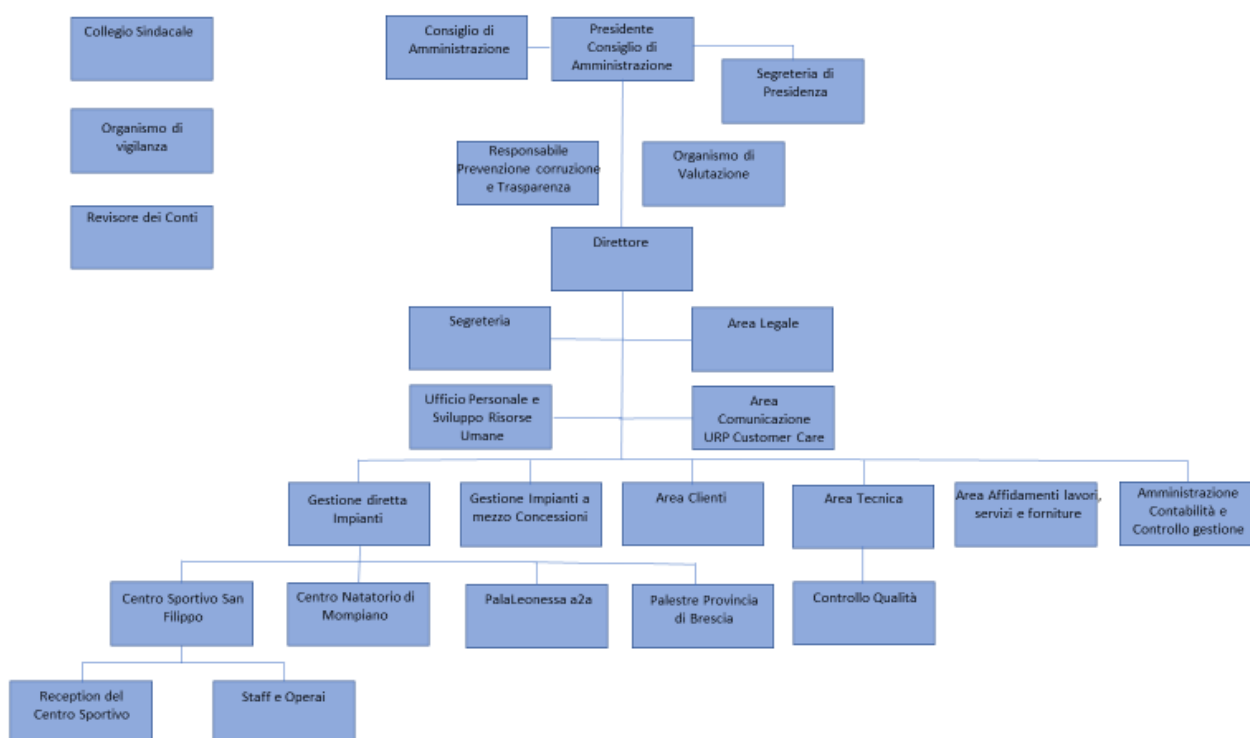 Collegio Sindacale
Consiglio di
Amministrazione
Presidente
Consiglio di
Amministrazione
Segreteria di
Presidenza
Organismo di
vigilanza
Responsabile
Prevenzione corruzione
e Trasparenza
Organismo di
Valutazione
Revisore dei Conti
Direttore
Segreteria
Area Legale
Ufficio Personale e
Sviluppo Risorse
Umane
Area
Comunicazione
URP Customer Care
Gestione diretta
Impianti
Gestione Impianti a
mezzo Concessioni
Area Clienti
Area Tecnica
Area Affidamenti lavori,
servizi e forniture
Amministrazione
Contabilità e
Controllo gestione
Centro Sportivo San
Filippo
Centro Natatorio di
Mompiano
PalaLeonessa a2a
Palestre Provincia
di Brescia
Controllo Qualità
Reception del
Centro Sportivo
Staff e Operai